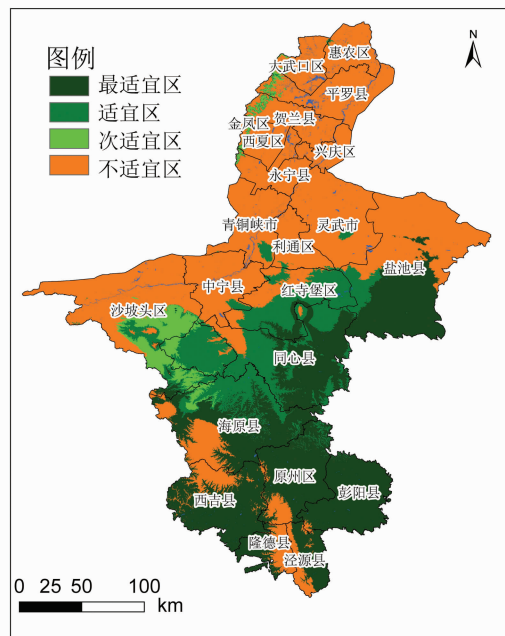 N
图例
最适宜区
适宜区
次适宜区
不适宜区
惠农区
大武口区
平罗县
贺兰县
金凤区
西夏区
兴庆区
永宁县
青铜峡市
灵武市
利通区
盐池县
中宁县
红寺堡区
沙坡头区
同心县
海原县
原州区
彭阳县
西吉县
隆德县
泾源县
0 25 50 100
km